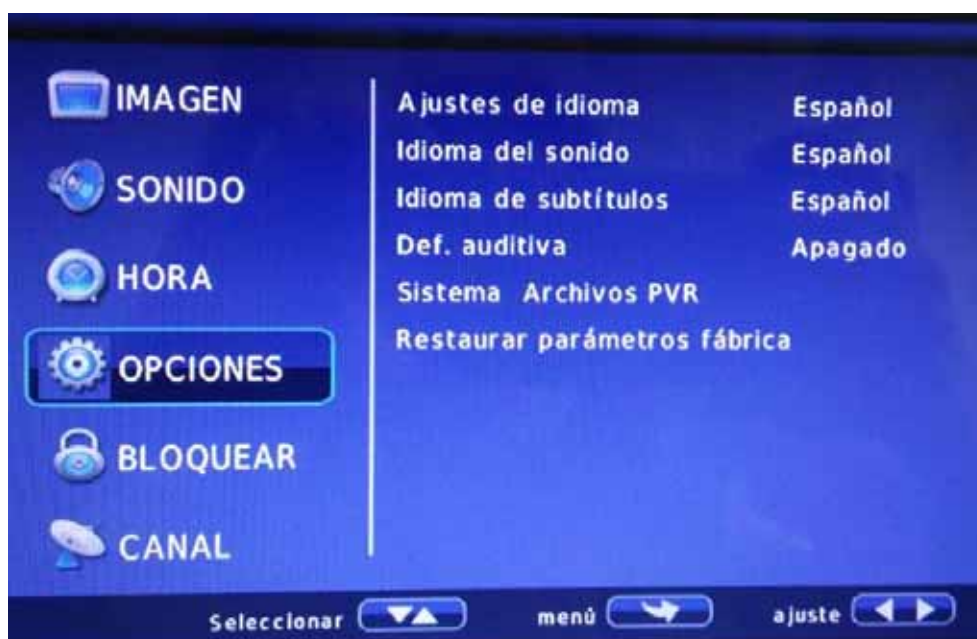 IMAGEN
SONIDO
HORA
OPCIONES
BLOQUEAR
CANAL
Ajustes de idioma Español
Idioma del sonido Español
Idioma de subtítulos Español
Def. auditiva Apagado
Sistema Archivos PVR
Restaurar parámetros fábrica
Seleccionar menú ajuste